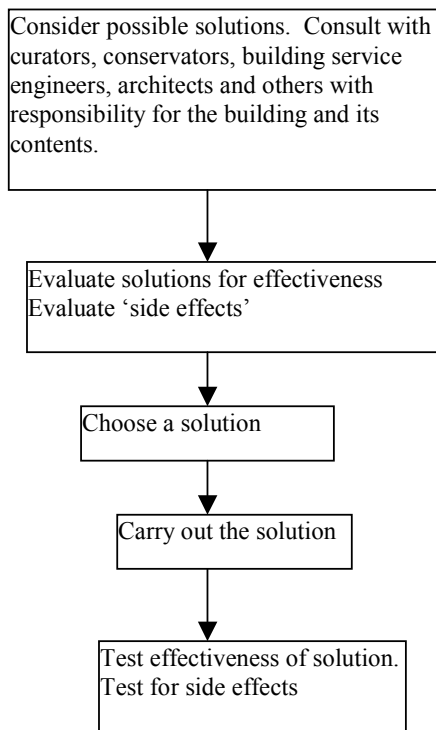 Consider possible solutions.  Consult with
curators, conservators, building service
engineers, architects and others with
responsibility for the building and its
contents.
Evaluate solutions for effectiveness
Evaluate ‘side effects’
Choose a solution
Carry out the solution
Test effectiveness of solution.
Test for side effects